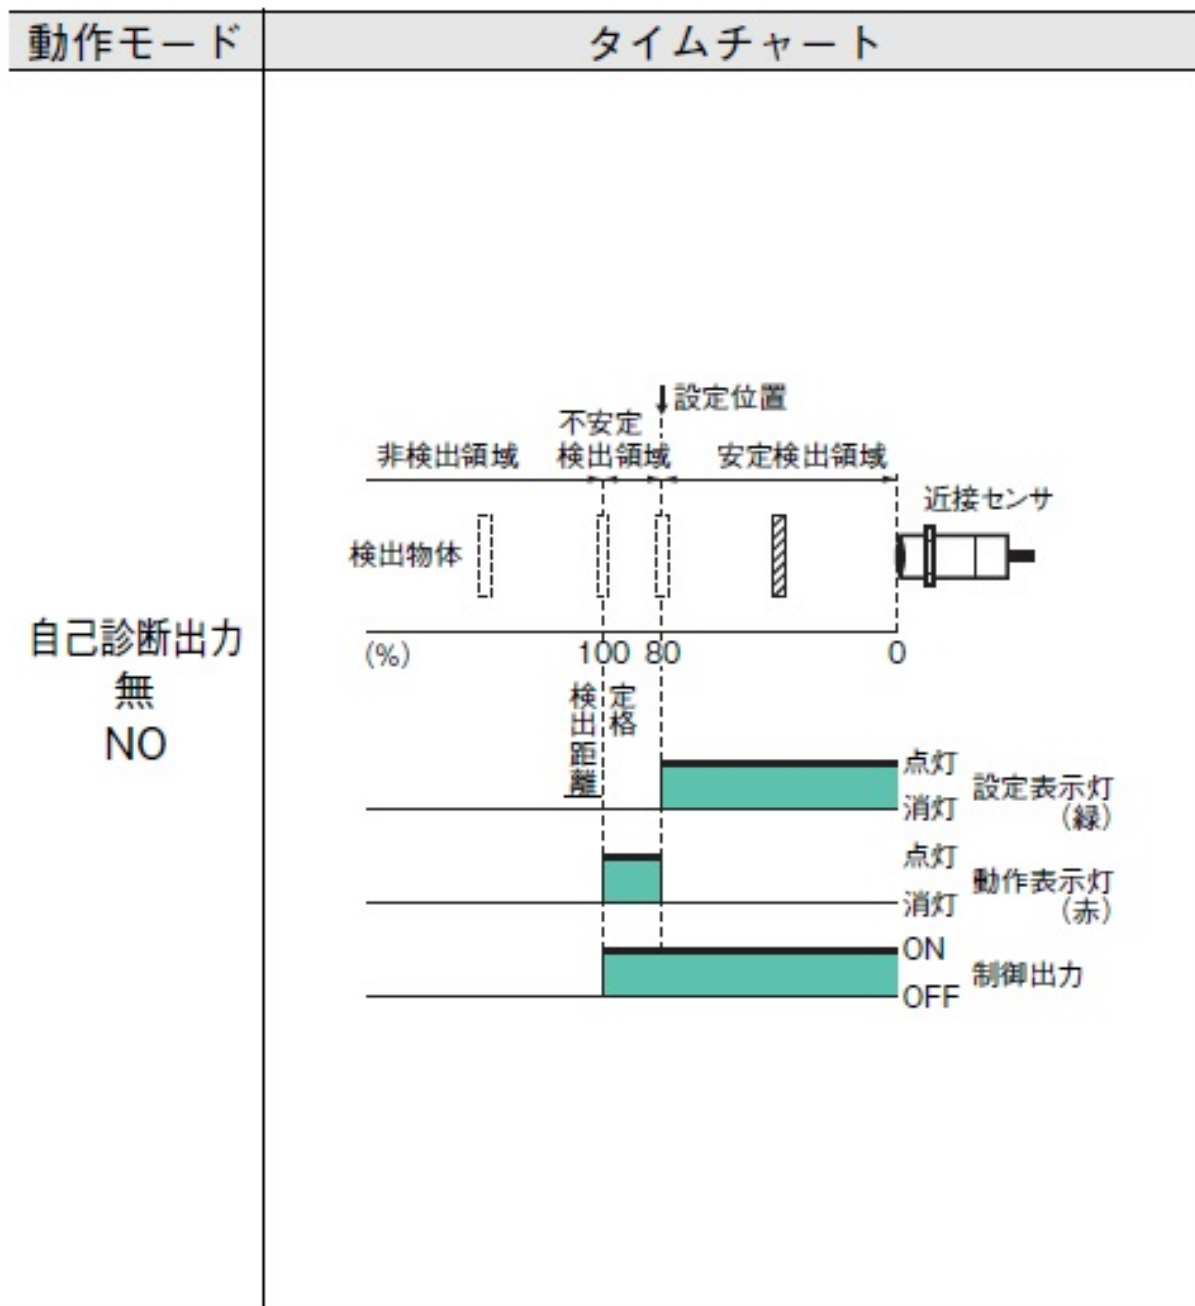 動作モード
タイムチャート
自己診断出力
無
NO
設定位置
非検出領域
不安定
検出領域
安定検出領域
近接センサ
検出物体
(%)
100
80
0
定格
検出距離
点灯
消灯
設定表示灯
(緑)
点灯
消灯
動作表示灯
(赤)
ON
OFF
制御出力